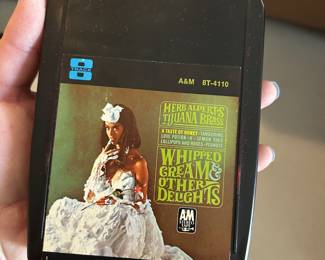 8
TRACK
A&M 8T-4110
HERB ALPERT'S
TIJUANA BRASS
A TASTE OF HONEY • TANGERINE
LOVE POTION • 9 • LEMON TREE
LOLLIPOPS AND ROSES • PEANUTS
WHIPPED
CREAM &
OTHER
DELIGHTS
A&M